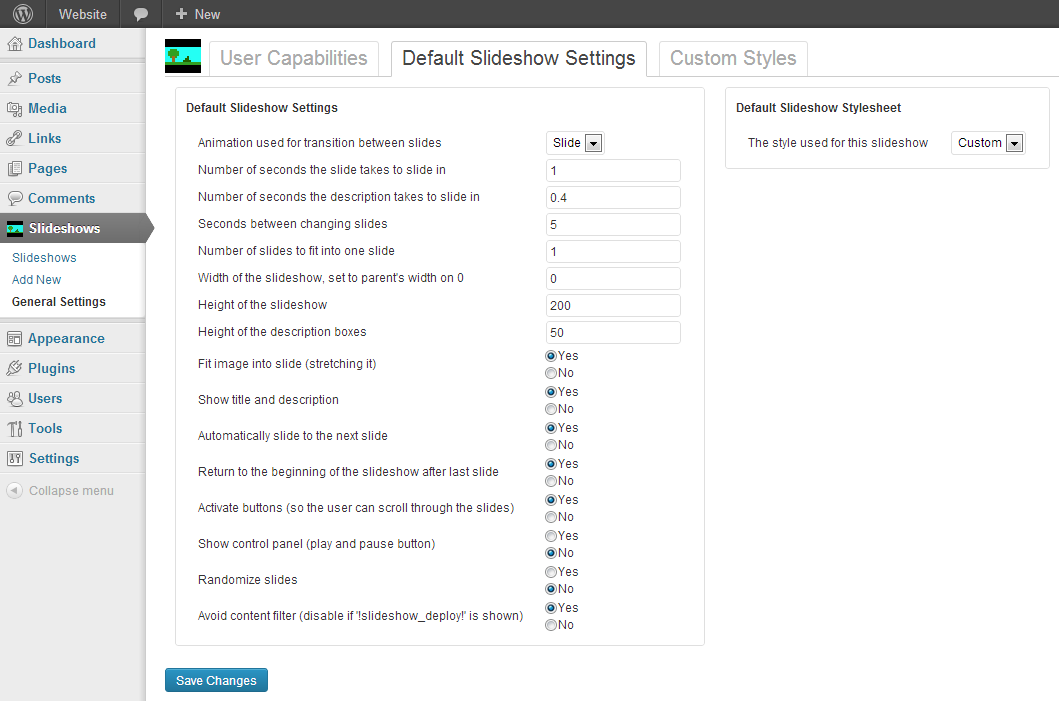 Website New
Dashboard
Posts
Media
Links
Pages
Comments
Slideshows
Slideshows
Add New
General Settings
Appearance
Plugins
Users
Tools
Settings
Collapse menu
User Capabilities Default Slideshow Settings Custom Styles
Default Slideshow Settings
Animation used for transition between slides Slide
Number of seconds the slide takes to slide in 1
Number of seconds the description takes to slide in 0.4
Seconds between changing slides 5
Number of slides to fit into one slide 1
Width of the slideshow, set to parent's width on 0 0
Height of the slideshow 200
Height of the description boxes 50
Fit image into slide (stretching it) Yes
No
Show title and description Yes
No
Automatically slide to the next slide Yes
No
Return to the beginning of the slideshow after last slide Yes
No
Activate buttons (so the user can scroll through the slides) Yes
No
Show control panel (play and pause button) Yes
No
Randomize slides Yes
No
Avoid content filter (disable if '!slideshow_deploy!' is shown) Yes
No
Default Slideshow Stylesheet
The style used for this slideshow Custom
Save Changes